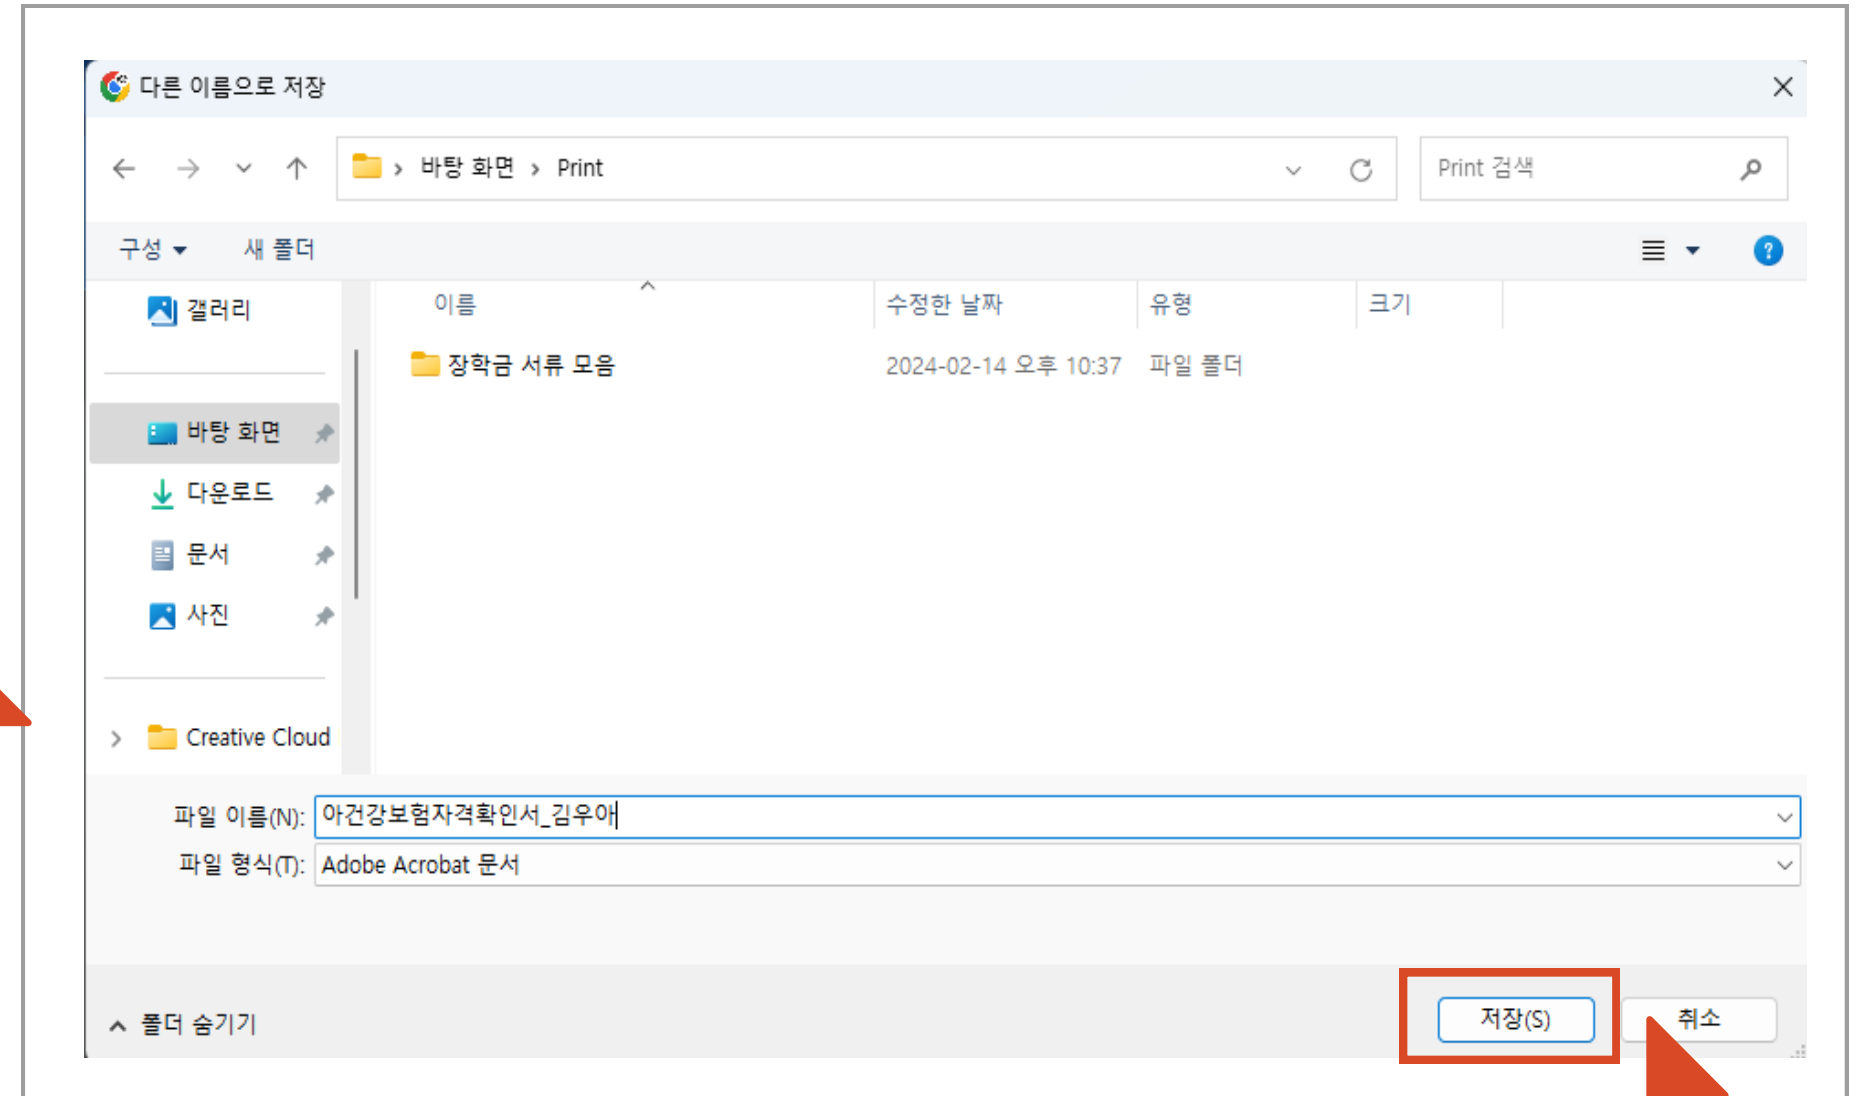 다른 이름으로 저장
바탕 화면 › Print
Print 검색
구성 새 폴더
?
갤러리
이름 수정한 날짜 유형 크기
장학금 서류 모음 2024-02-14 오후 10:37 파일 폴더
바탕 화면
다운로드
문서
사진
Creative Cloud
파일 이름(N): 아건강보험자격확인서_김우아
파일 형식(T): Adobe Acrobat 문서
폴더 숨기기
저장(S) 취소